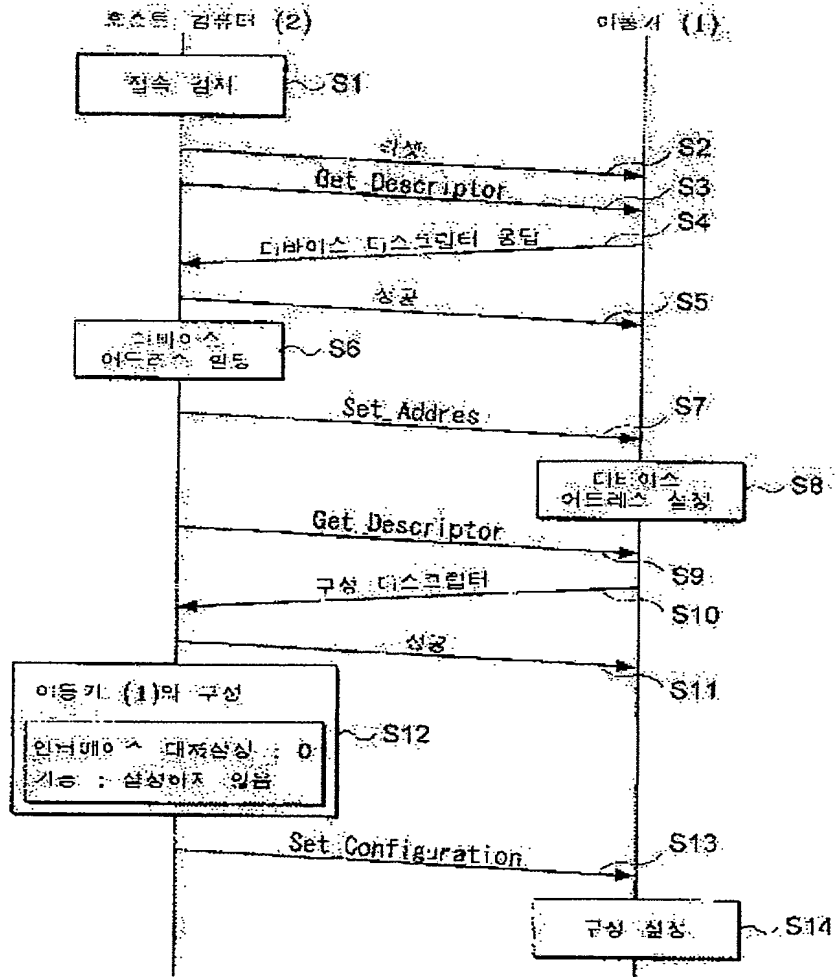 호스트 컴퓨터 (2)
이동기 (1)
접속 검지
S1
리셋
S2
Get_Descriptor
S3
S4
디바이스 디스크립터 응답
성공
S5
디바이스
어드레스 할당
S6
Set_Addres
S7
디바이스
어드레스 설정
S8
Get_Descriptor
S9
구성 디스크립터
S10
성공
S11
이동기 (1)의 구성
인터페이스 대체설정 : 0
기능 : 설정하지 않음
S12
Set_Configuration
S13
구성 설정
S14